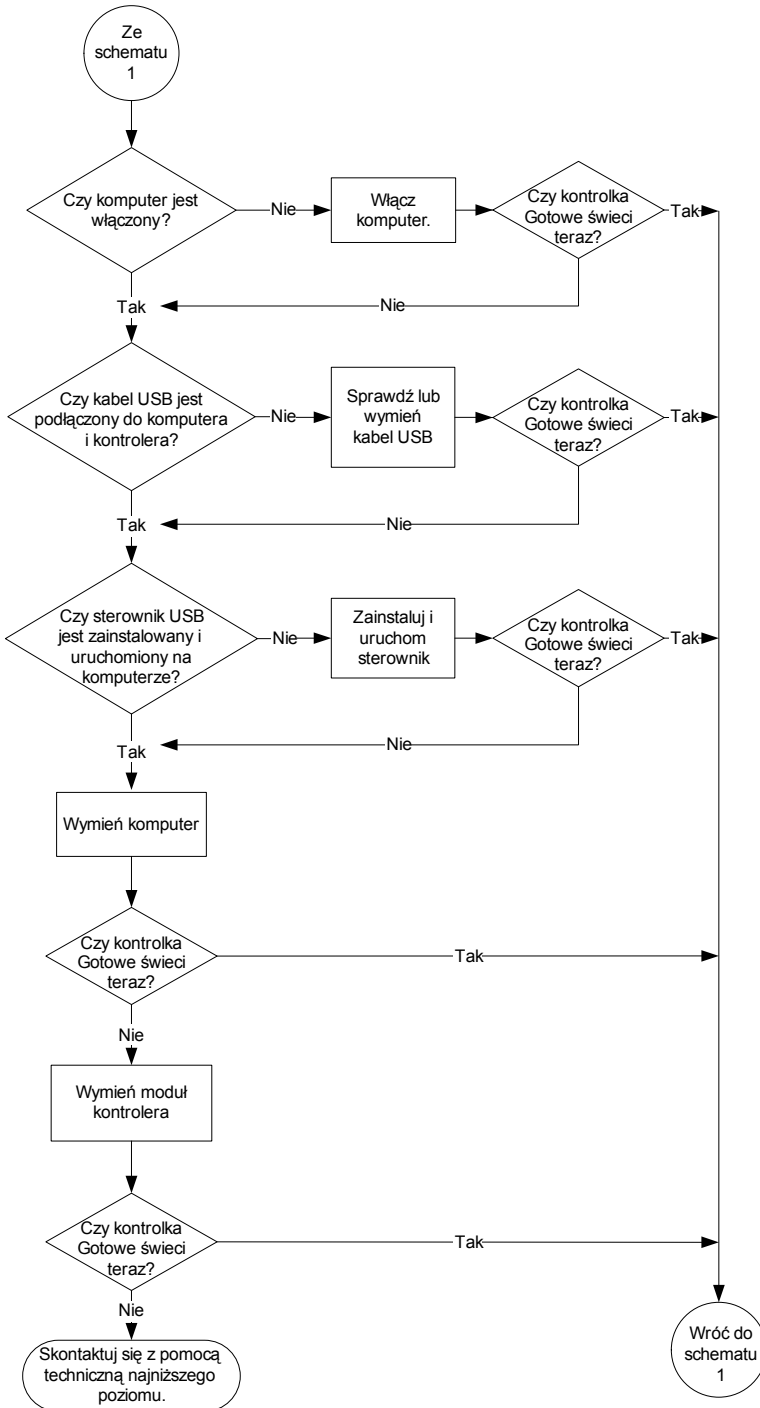 Ze
schematu
1
Czy komputer jest
włączony?
Nie
Włącz
komputer.
Czy kontrolka
Gotowe świeci
teraz?
Tak
Nie
Tak
Czy kabel USB jest
podłączony do komputera
i kontrolera?
Nie
Sprawdź lub
wymień
kabel USB
Czy kontrolka
Gotowe świeci
teraz?
Tak
Nie
Tak
Czy sterownik USB
jest zainstalowany i
uruchomiony na
komputerze?
Nie
Zainstaluj i
uruchom
sterownik
Czy kontrolka
Gotowe świeci
teraz?
Tak
Nie
Tak
Wymień komputer
Czy kontrolka
Gotowe świeci
teraz?
Tak
Nie
Wymień moduł
kontrolera
Czy kontrolka
Gotowe świeci
teraz?
Tak
Nie
Skontaktuj się z pomocą
techniczną najniższego
poziomu.
Wróć do
schematu
1